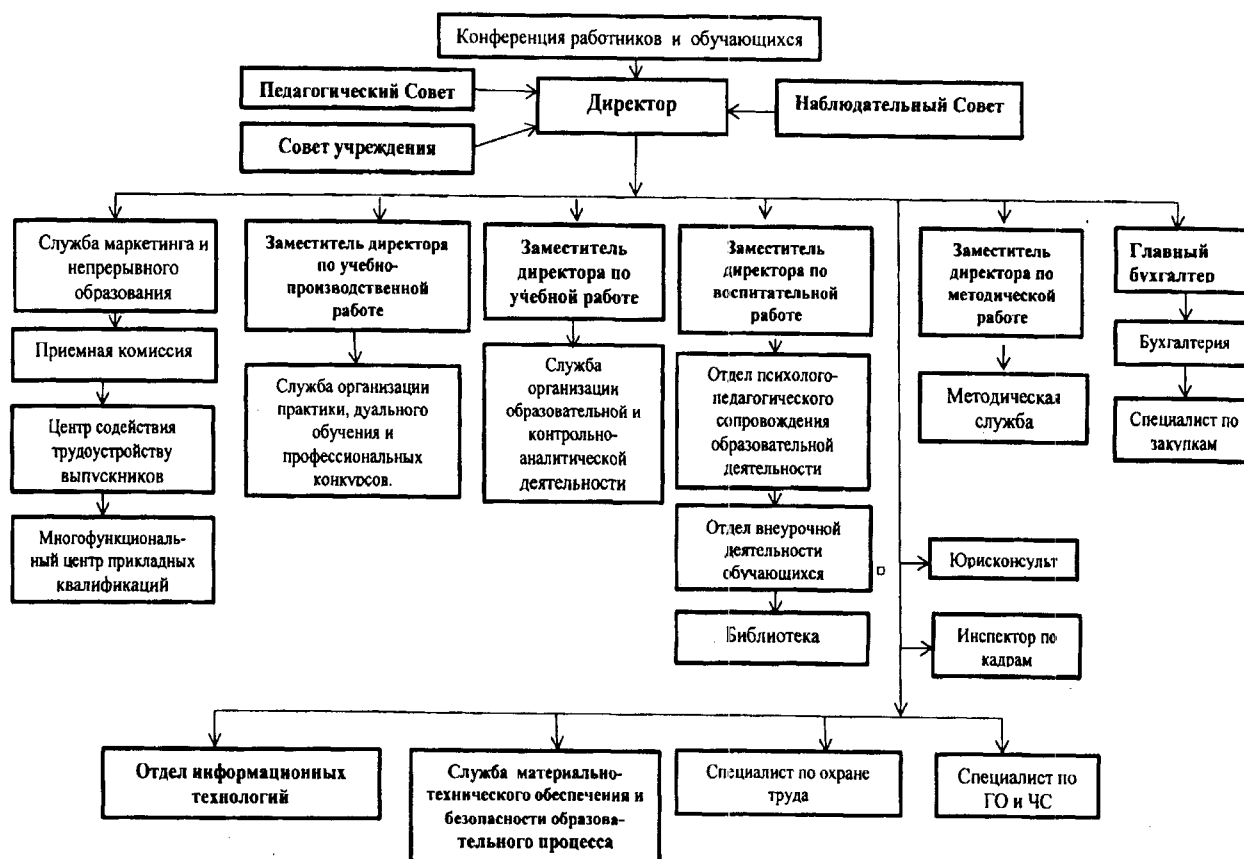 Конференция работников и обучающихся
Педагогический Совет
Директор
Наблюдательный Совет
Совет учреждения
Служба маркетинга и
непрерывного
образования
Заместитель директора
по учебно-
производственной
работе
Заместитель
директора по
учебной работе
Заместитель
директора по
воспитательной
работе
Заместитель
директора по
методической
работе
Главный
бухгалтер
Приемная комиссия
Центр содействия
трудоустройству
выпускников
Многофункциональ-
ный центр прикладных
квалификаций
Служба организации
практики, дуального
обучения и
профессиональных
конкурсов.
Служба
организации
образовательной и
контрольно-
аналитической
деятельности
Отдел психолого-
педагогического
сопровождения
образовательной
деятельности
Отдел внеурочной
деятельности
обучающихся
Библиотека
Методическая
служба
Бухгалтерия
Специалист по
закупкам
Юрисконсульт
Инспектор по
кадрам
Отдел информационных
технологий
Служба материально-
технического обеспечения и
безопасности образова-
тельного процесса
Специалист по охране
труда
Специалист по
ГО и ЧС